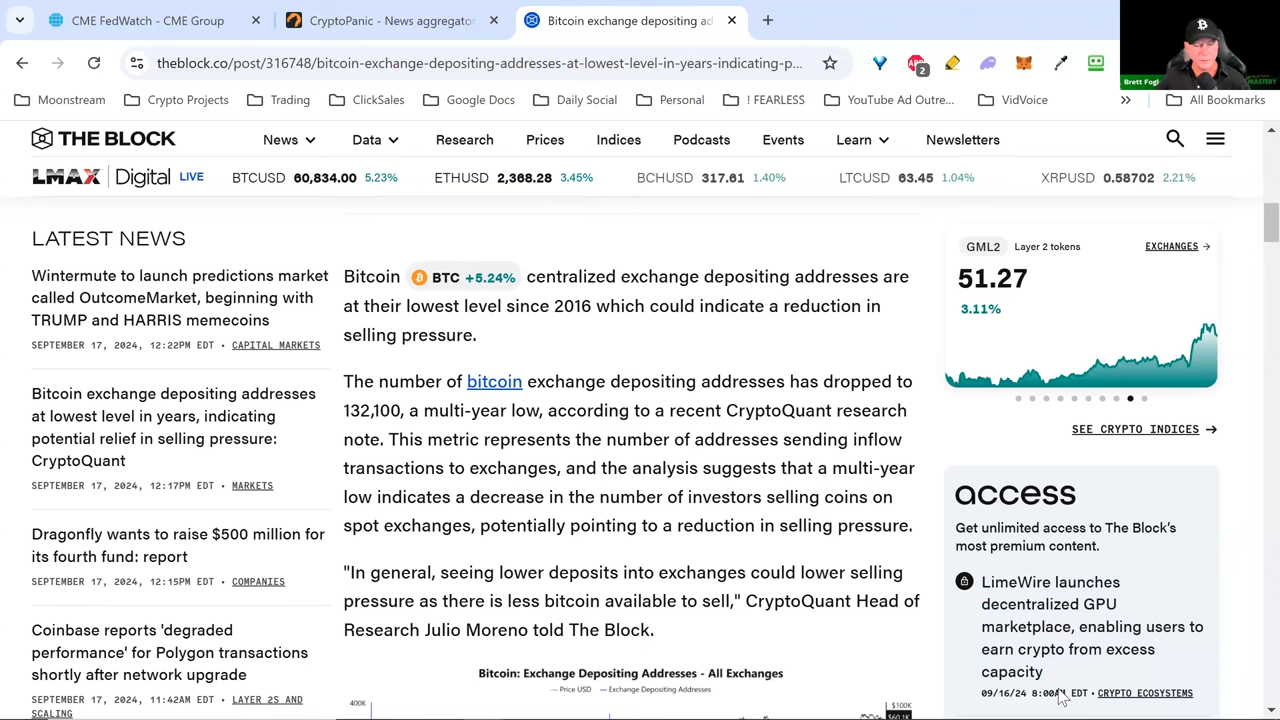 CME FedWatch - CME Group
CryptoPanic - News aggregator
Bitcoin exchange depositing ad
theblock.co/post/316748/bitcoin-exchange-depositing-addresses-at-lowest-level-in-years-indicating-p...
2
Moonstream
Crypto Projects
Trading
ClickSales
Google Docs
Daily Social
Personal
! FEARLESS
YouTube Ad Outre...
VidVoice
All Bookmarks
Brett Fogl
MASTERY
THE BLOCK
News
Data
Research
Prices
Indices
Podcasts
Events
Learn
Newsletters
LMAX Digital LIVE
BTCUSD 60,834.00 5.23%
ETHUSD 2,368.28 3.45%
BCHUSD 317.61 1.40%
LTCUSD 63.45 1.04%
XRPUSD 0.58702 2.21%
LATEST NEWS
Wintermute to launch predictions market
called OutcomeMarket, beginning with
TRUMP and HARRIS memecoins
SEPTEMBER 17, 2024, 12:22PM EDT • CAPITAL MARKETS
Bitcoin exchange depositing addresses
at lowest level in years, indicating
potential relief in selling pressure:
CryptoQuant
SEPTEMBER 17, 2024, 12:17PM EDT • MARKETS
Dragonfly wants to raise $500 million for
its fourth fund: report
SEPTEMBER 17, 2024, 12:15PM EDT • COMPANIES
Coinbase reports 'degraded
performance' for Polygon transactions
shortly after network upgrade
SEPTEMBER 17, 2024, 11:42AM EDT • LAYER 2S AND
SCALING
Bitcoin BTC +5.24% centralized exchange depositing addresses are
at their lowest level since 2016 which could indicate a reduction in
selling pressure.
The number of bitcoin exchange depositing addresses has dropped to
132,100, a multi-year low, according to a recent CryptoQuant research
note. This metric represents the number of addresses sending inflow
transactions to exchanges, and the analysis suggests that a multi-year
low indicates a decrease in the number of investors selling coins on
spot exchanges, potentially pointing to a reduction in selling pressure.
"In general, seeing lower deposits into exchanges could lower selling
pressure as there is less bitcoin available to sell," CryptoQuant Head of
Research Julio Moreno told The Block.
Bitcoin: Exchange Depositing Addresses - All Exchanges
Price USD Exchange Depositing Addresses
400K
$100K
$60.1K
GML2 Layer 2 tokens EXCHANGES
51.27
3.11%
SEE CRYPTO INDICES
access
Get unlimited access to The Block's
most premium content.
LimeWire launches
decentralized GPU
marketplace, enabling users to
earn crypto from excess
capacity
09/16/24 8:00AM EDT • CRYPTO ECOSYSTEMS